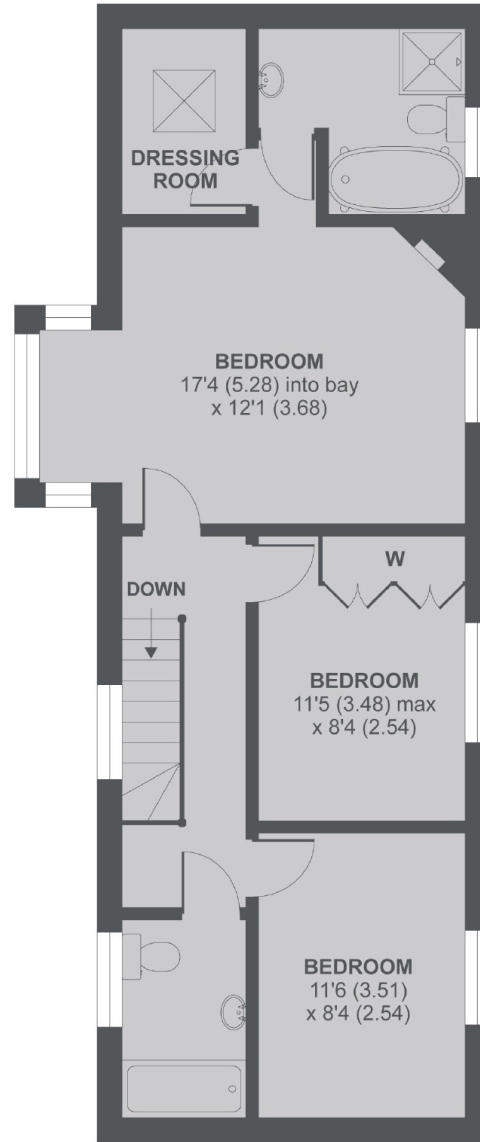 DRESSING
ROOM
BEDROOM
17'4 (5.28) into bay
x 12'1 (3.68)
W
DOWN
BEDROOM
11'5 (3.48) max
x 8'4 (2.54)
BEDROOM
11'6 (3.51)
x 8'4 (2.54)